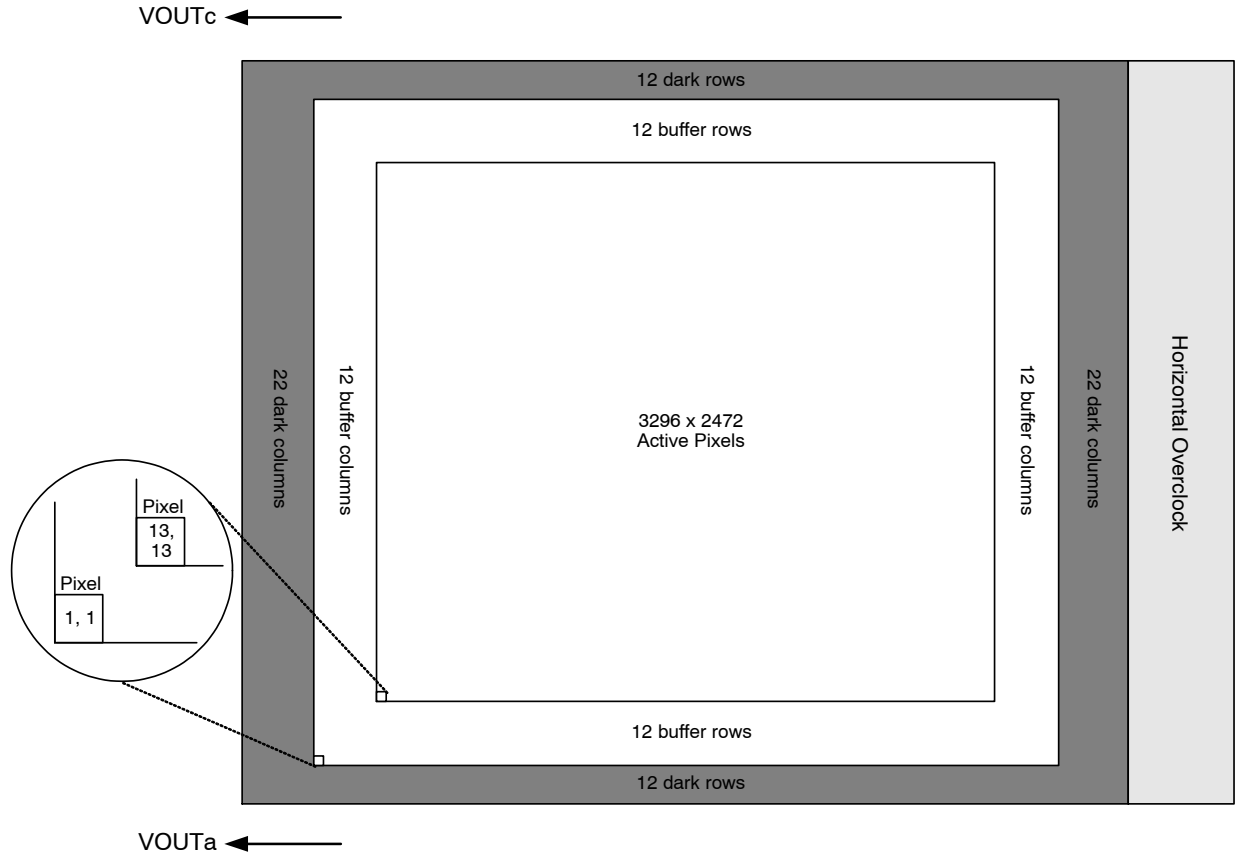 VOUTc
12 dark rows
12 buffer rows
22 dark columns
12 buffer columns
3296 x 2472
Active Pixels
12 buffer columns
22 dark columns
Horizontal Overclock
Pixel
13,
13
Pixel
1, 1
12 buffer rows
12 dark rows
VOUTa